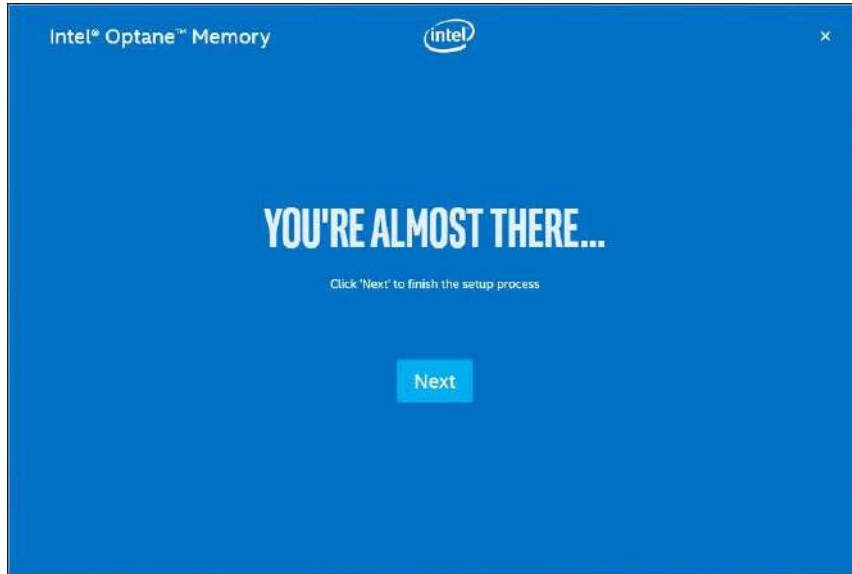 Intel® Optane™ Memory
intel
×
YOU'RE ALMOST THERE...
Click 'Next' to finish the setup process
Next